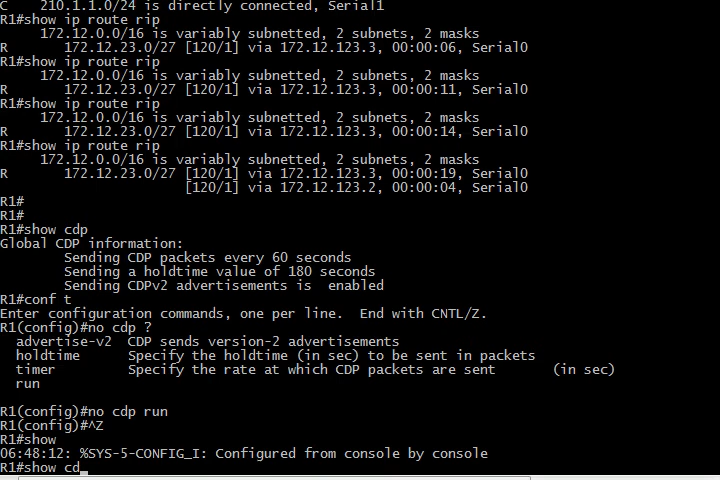 C    210.1.1.0/24 is directly connected, Serial1
R1#show ip route rip
     172.12.0.0/16 is variably subnetted, 2 subnets, 2 masks
R       172.12.23.0/27 [120/1] via 172.12.123.3, 00:00:06, Serial0
R1#show ip route rip
     172.12.0.0/16 is variably subnetted, 2 subnets, 2 masks
R       172.12.23.0/27 [120/1] via 172.12.123.3, 00:00:11, Serial0
R1#show ip route rip
     172.12.0.0/16 is variably subnetted, 2 subnets, 2 masks
R       172.12.23.0/27 [120/1] via 172.12.123.3, 00:00:14, Serial0
R1#show ip route rip
     172.12.0.0/16 is variably subnetted, 2 subnets, 2 masks
R       172.12.23.0/27 [120/1] via 172.12.123.3, 00:00:19, Serial0
                       [120/1] via 172.12.123.2, 00:00:04, Serial0
R1#
R1#
R1#show cdp
Global CDP information:
        Sending CDP packets every 60 seconds
        Sending a holdtime value of 180 seconds
        Sending CDPv2 advertisements is  enabled
R1#conf t
Enter configuration commands, one per line.  End with CNTL/Z.
R1(config)#no cdp ?
  advertise-v2  CDP sends version-2 advertisements
  holdtime      Specify the holdtime (in sec) to be sent in packets
  timer         Specify the rate at which CDP packets are sent       (in sec)
  run

R1(config)#no cdp run
R1(config)#^Z
R1#show
06:48:12: %SYS-5-CONFIG_I: Configured from console by console
R1#show cd